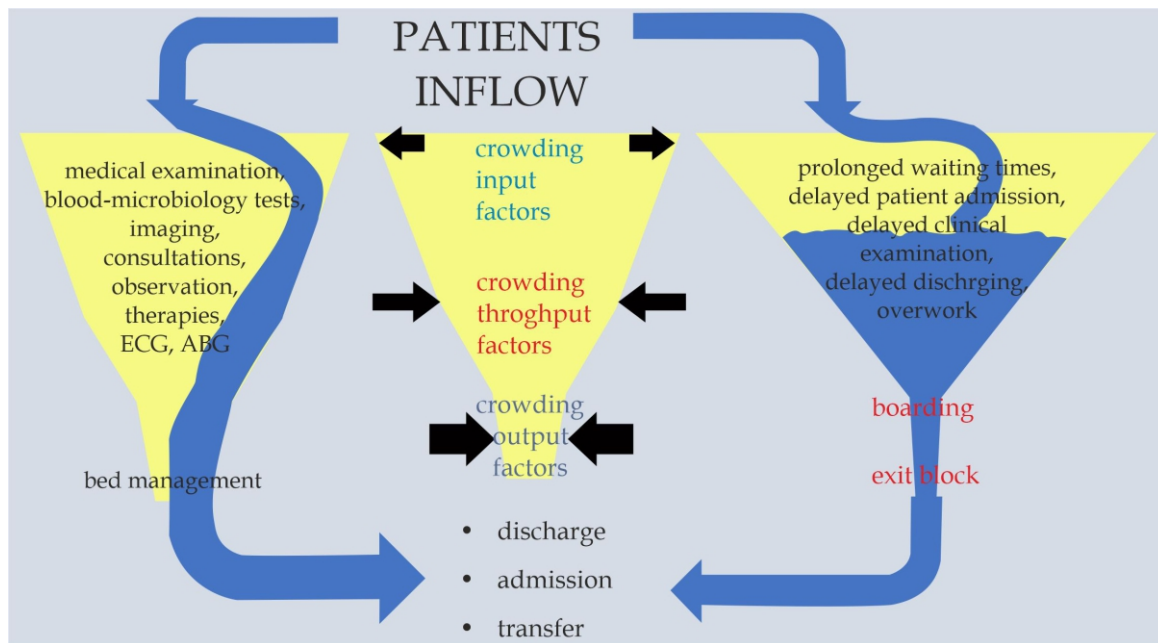 PATIENTS
INFLOW
medical examination,
blood-microbiology tests,
imaging,
consultations,
observation,
therapies,
ECG, ABG
bed management
crowding
input
factors
crowding
throghput
factors
crowding
output
factors
prolonged waiting times,
delayed patient admission,
delayed clinical
examination,
delayed dischrging,
overwork
boarding
exit block
• discharge
• admission
• transfer